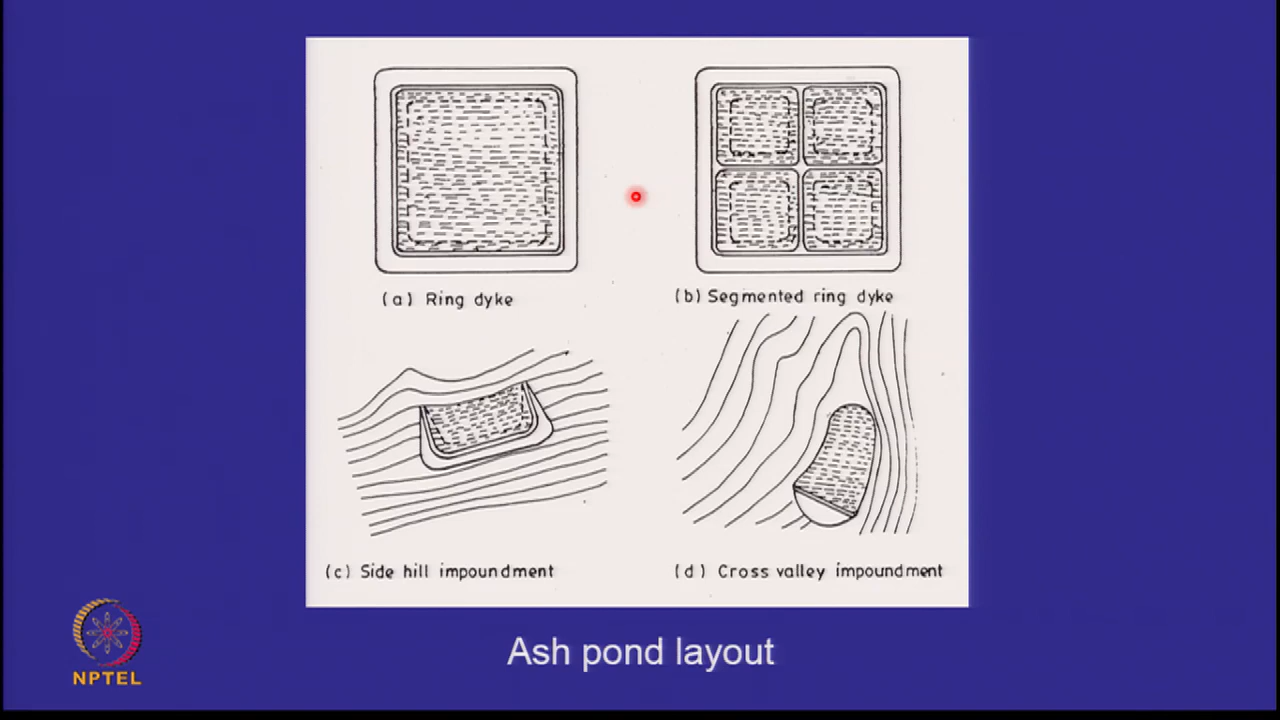 (a) Ring dyke
(b) Segmented ring dyke
(c) Side hill impoundment
(d) Cross valley impoundment
Ash pond layout
NPTEL